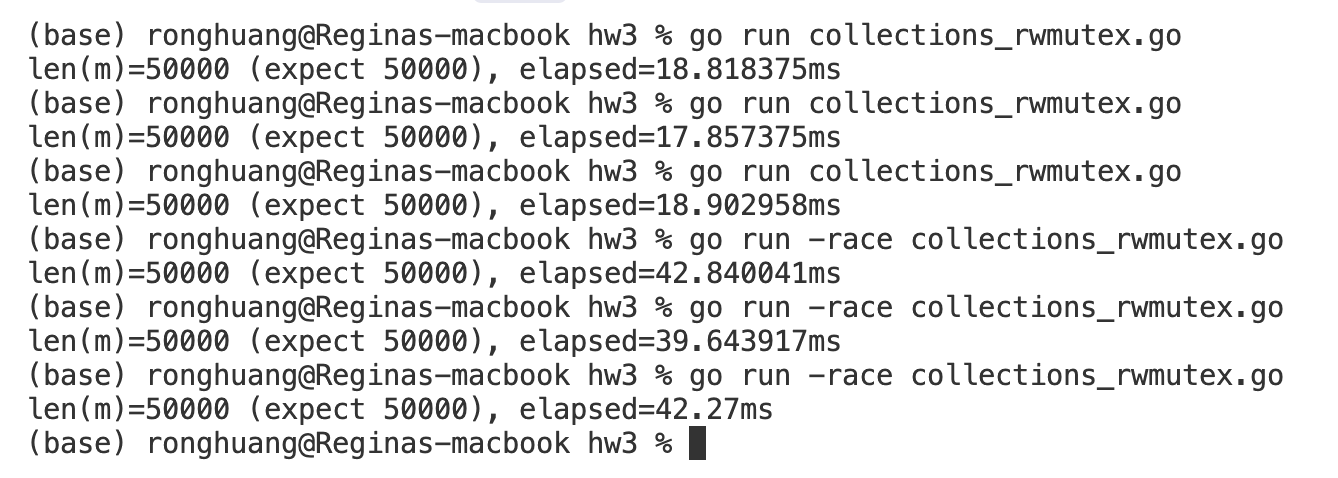 (base) ronghuang@Reginas-macbook hw3 % go run collections_rwmutex.go
len(m)=50000 (expect 50000), elapsed=18.818375ms
(base) ronghuang@Reginas-macbook hw3 % go run collections_rwmutex.go
len(m)=50000 (expect 50000), elapsed=17.857375ms
(base) ronghuang@Reginas-macbook hw3 % go run collections_rwmutex.go
len(m)=50000 (expect 50000), elapsed=18.902958ms
(base) ronghuang@Reginas-macbook hw3 % go run -race collections_rwmutex.go
len(m)=50000 (expect 50000), elapsed=42.840041ms
(base) ronghuang@Reginas-macbook hw3 % go run -race collections_rwmutex.go
len(m)=50000 (expect 50000), elapsed=39.643917ms
(base) ronghuang@Reginas-macbook hw3 % go run -race collections_rwmutex.go
len(m)=50000 (expect 50000), elapsed=42.27ms
(base) ronghuang@Reginas-macbook hw3 %